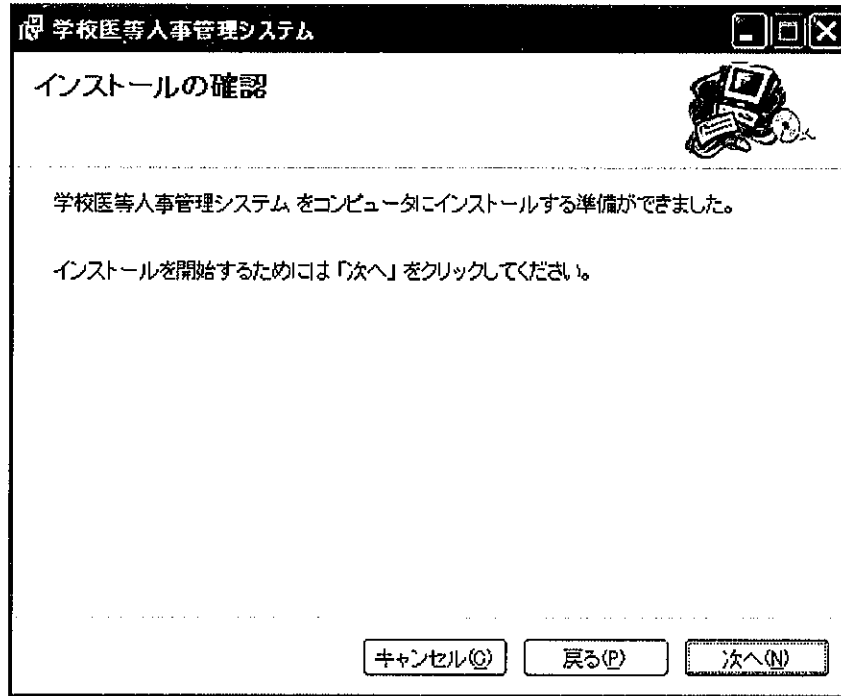 学校医等人事管理システム
インストールの確認
学校医等人事管理システム をコンピュータにインストールする準備ができました。
インストールを開始するためには「次へ」をクリックしてください。
キャンセル(C) 戻る(P) 次へ(N)